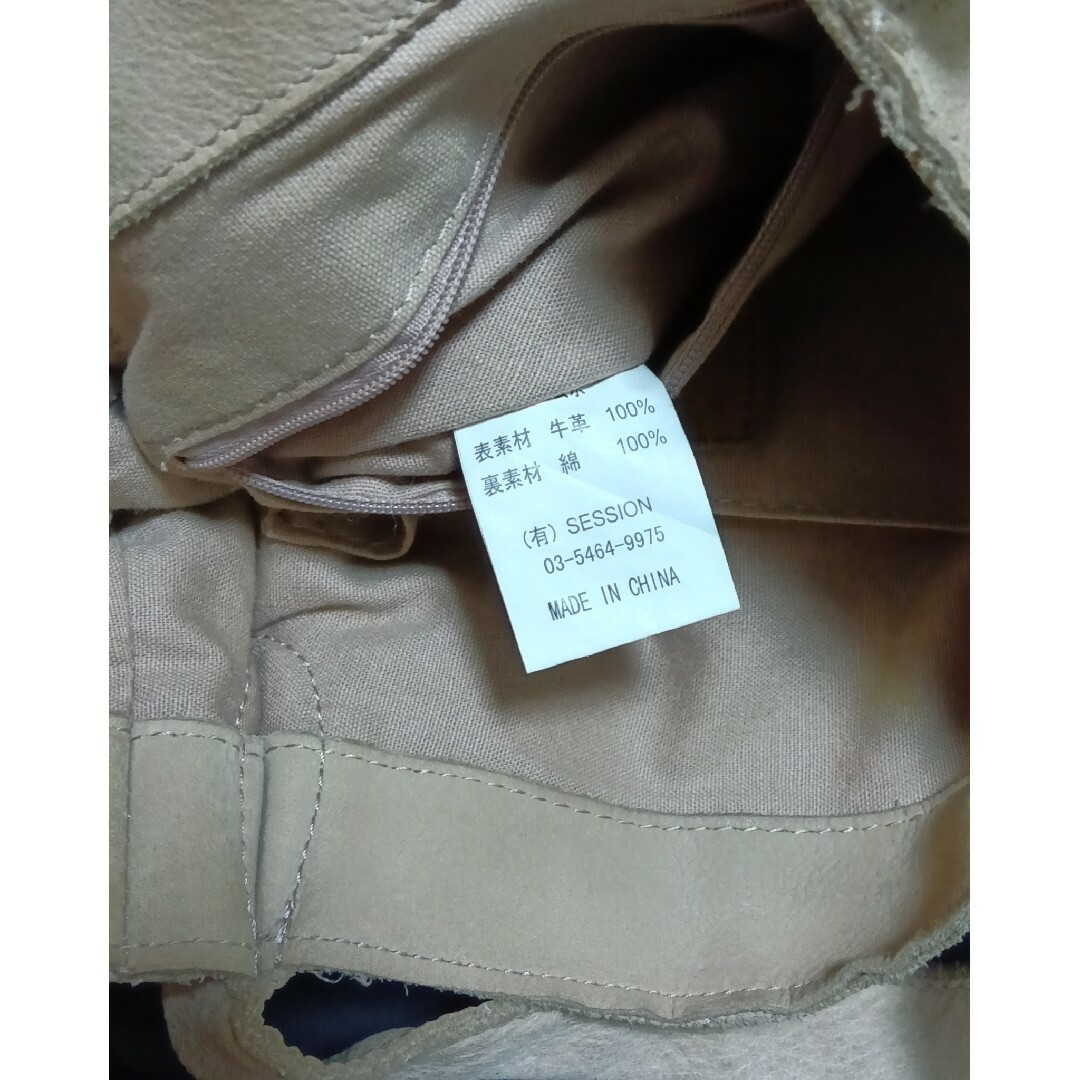 表素材 牛革 100%
裏素材 綿 100%
(有) SESSION
03-5464-9975
MADE IN CHINA